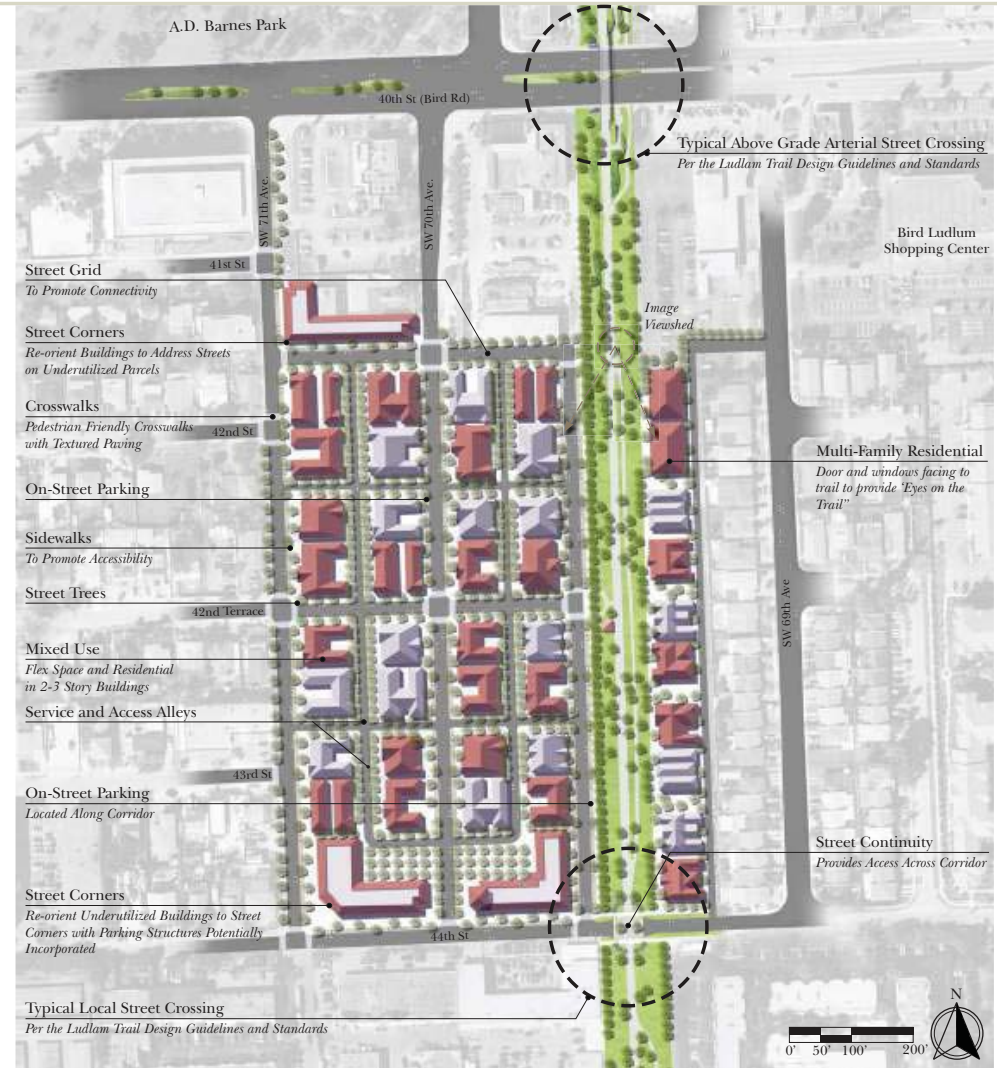 A.D. Barnes Park
40th St (Bird Rd)
Typical Above Grade Arterial Street Crossing
Per the Ludlam Trail Design Guidelines and Standards
SW 71th Ave.
SW 70th Ave.
Bird Ludlum
Shopping Center
41st St
Street Grid
To Promote Connectivity
Image
Viewshed
Street Corners
Re-orient Buildings to Address Streets
on Underutilized Parcels
Crosswalks
Pedestrian Friendly Crosswalks
with Textured Paving
42nd St
Multi-Family Residential
Door and windows facing to
trail to provide 'Eyes on the
Trail"
On-Street Parking
Sidewalks
To Promote Accessibility
Street Trees
42nd Terrace
SW 69th Ave
Mixed Use
Flex Space and Residential
in 2-3 Story Buildings
Service and Access Alleys
43rd St
On-Street Parking
Located Along Corridor
Street Continuity
Provides Access Across Corridor
Street Corners
Re-orient Underutilized Buildings to Street
Corners with Parking Structures Potentially
Incorporated
44th St
Typical Local Street Crossing
Per the Ludlam Trail Design Guidelines and Standards
N
0' 50' 100' 200'